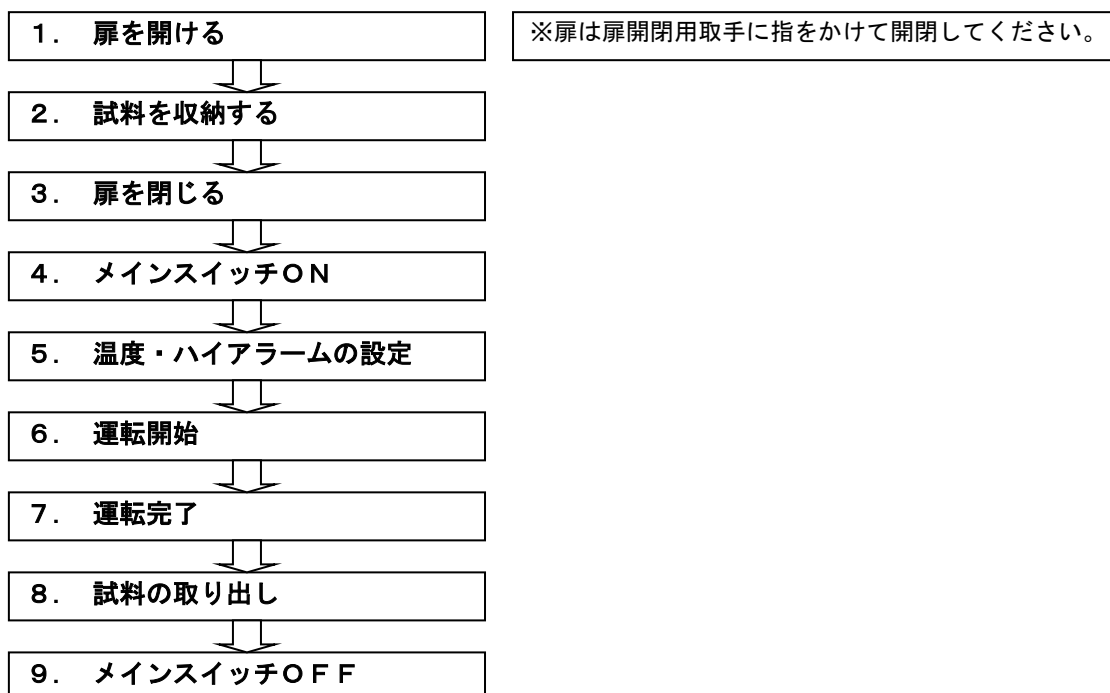 １． 扉を開ける
※扉は扉開閉用取手に指をかけて開閉してください。
２． 試料を収納する
３． 扉を閉じる
４． メインスイッチＯＮ
５． 温度・ハイアラームの設定
６． 運転開始
７． 運転完了
８． 試料の取り出し
９． メインスイッチＯＦＦ